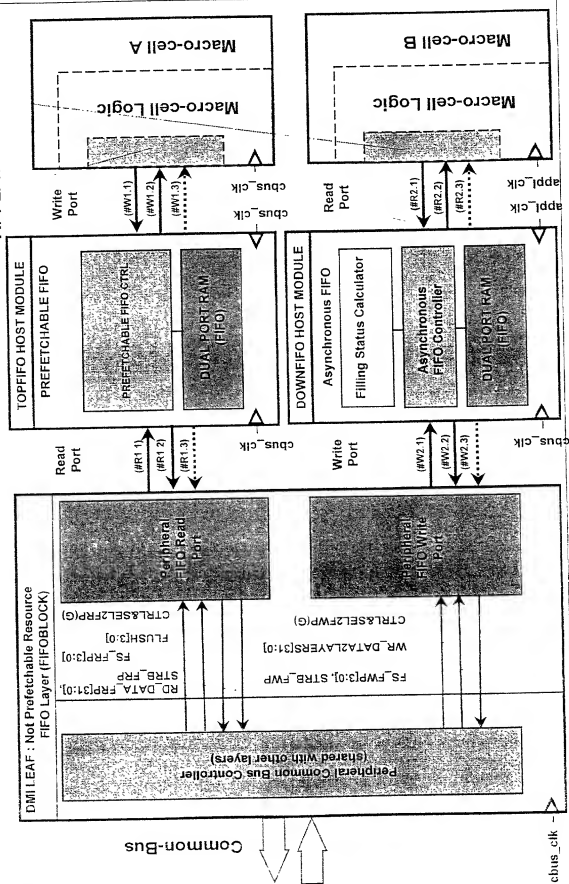 Common-Bus
DMI LEAF : Not Prefetchable Resource
FIFO Layer (FIFOBLOCK)
Peripheral Common Bus Controller
(shared with other layers)
cbus_clk
RD_DATA_FRP[31:0],
STRB_FRP
FS_FRP[3:0]
FLUSH[3:0]
CTRL&SEL2FRP(G)
Peripheral
FIFO Read
Port
FS_FWP[3:0], STRB_FWP
WR_DATA2LAYERS[31:0]
CTRL&SEL2FWP(G)
Peripheral
FIFO Write
Port
Read
Port
(#R1.1)
(#R1.2)
(#R1.3)
cbus_clk
Write
Port
(#W2.1)
(#W2.2)
(#W2.3)
cbus_clk
TOPFIFO HOST MODULE
PREFETCHABLE FIFO
PREFETCHABLE FIFO CTRL
DUAL PORT RAM
(FIFO)
DOWNFIFO HOST MODULE
Asynchronous FIFO
Filling Status Calculator
Asynchronous
FIFO Controller
DUAL PORT RAM
(FIFO)
Write
Port
(#W1.1)
(#W1.2)
(#W1.3)
cbus_clk
cbus_clk
Read
Port
(#R2.1)
(#R2.2)
(#R2.3)
appl_clk
appl_clk
Macro-cell A
Macro-cell Logic
Macro-cell B
Macro-cell Logic